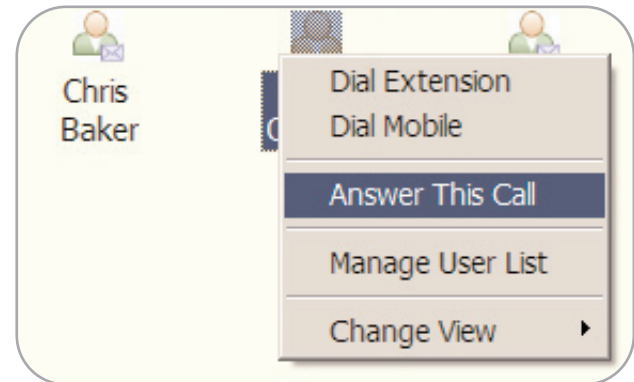 Chris
Baker
Dial Extension
Dial Mobile
Answer This Call
Manage User List
Change View